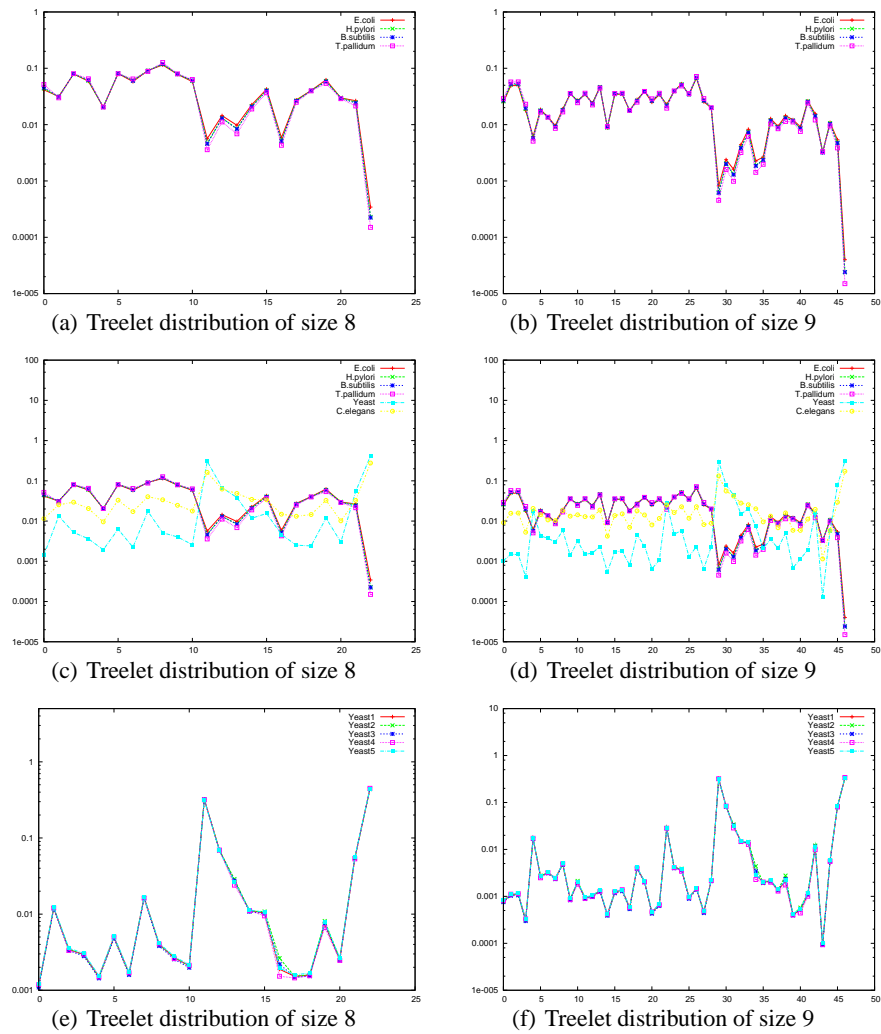 1
0.1
0.01
0.001
0.0001
1e-005
0 5 10 15 20 25
E.coli
H.pylori
B.subtilis
T.pallidum
(a) Treelet distribution of size 8
1
0.1
0.01
0.001
0.0001
1e-005
0 5 10 15 20 25 30 35 40 45 50
E.coli
H.pylori
B.subtilis
T.pallidum
(b) Treelet distribution of size 9
100
10
1
0.1
0.01
0.001
0.0001
1e-005
0 5 10 15 20 25
E.coli
H.pylori
B.subtilis
T.pallidum
Yeast
C.elegans
(c) Treelet distribution of size 8
100
10
1
0.1
0.01
0.001
0.0001
1e-005
0 5 10 15 20 25 30 35 40 45 50
E.coli
H.pylori
B.subtilis
T.pallidum
Yeast
C.elegans
(d) Treelet distribution of size 9
1
0.1
0.01
0.001
0 5 10 15 20 25
Yeast1
Yeast2
Yeast3
Yeast4
Yeast5
(e) Treelet distribution of size 8
10
1
0.1
0.01
0.001
0.0001
1e-005
0 5 10 15 20 25 30 35 40 45 50
Yeast1
Yeast2
Yeast3
Yeast4
Yeast5
(f) Treelet distribution of size 9